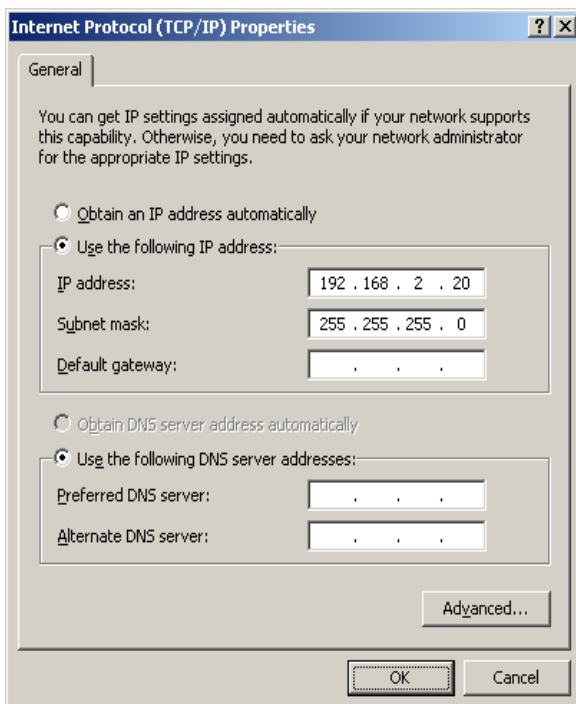 Internet Protocol (TCP/IP) Properties
General
You can get IP settings assigned automatically if your network supports
this capability. Otherwise, you need to ask your network administrator
for the appropriate IP settings.
Obtain an IP address automatically
Use the following IP address:
IP address: 192 . 168 . 2 . 20
Subnet mask: 255 . 255 . 255 . 0
Default gateway: . . .
Obtain DNS server address automatically
Use the following DNS server addresses:
Preferred DNS server: . . .
Alternate DNS server: . . .
Advanced...
OK Cancel